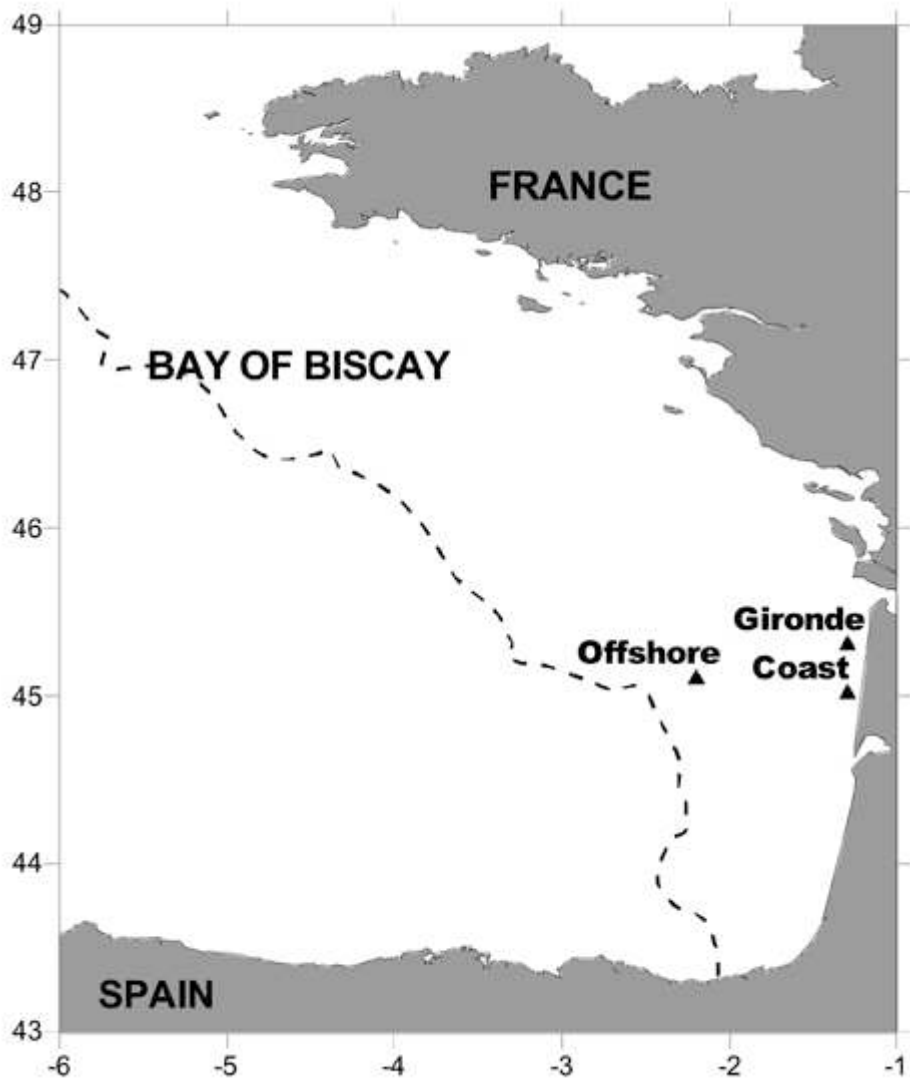 49
48
FRANCE
47
BAY OF BISCAY
46
Gironde
Offshore
Coast
45
44
SPAIN
43
-6 -5 -4 -3 -2 -1